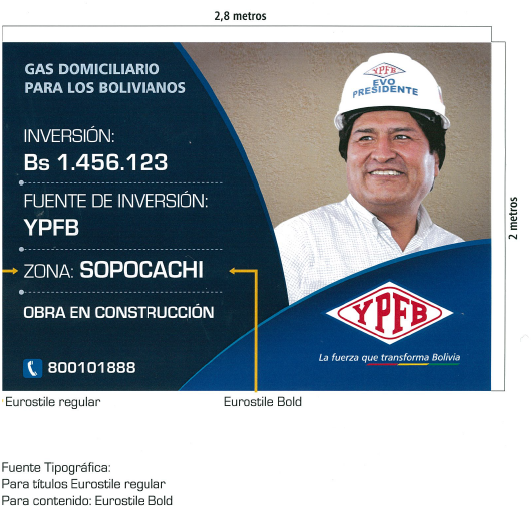 2,8 metros
GAS DOMICILIARIO
PARA LOS BOLIVIANOS
INVERSIÓN:
Bs 1.456.123
FUENTE DE INVERSIÓN:
YPFB
ZONA: SOPOCACHI
OBRA EN CONSTRUCCIÓN
800101888
YPFB
EVO
PRESIDENTE
YPFB
La fuerza que transforma Bolivia
2 metros
Eurostile regular
Eurostile Bold
Fuente Tipográfica:
Para títulos Eurostile regular
Para contenido: Eurostile Bold